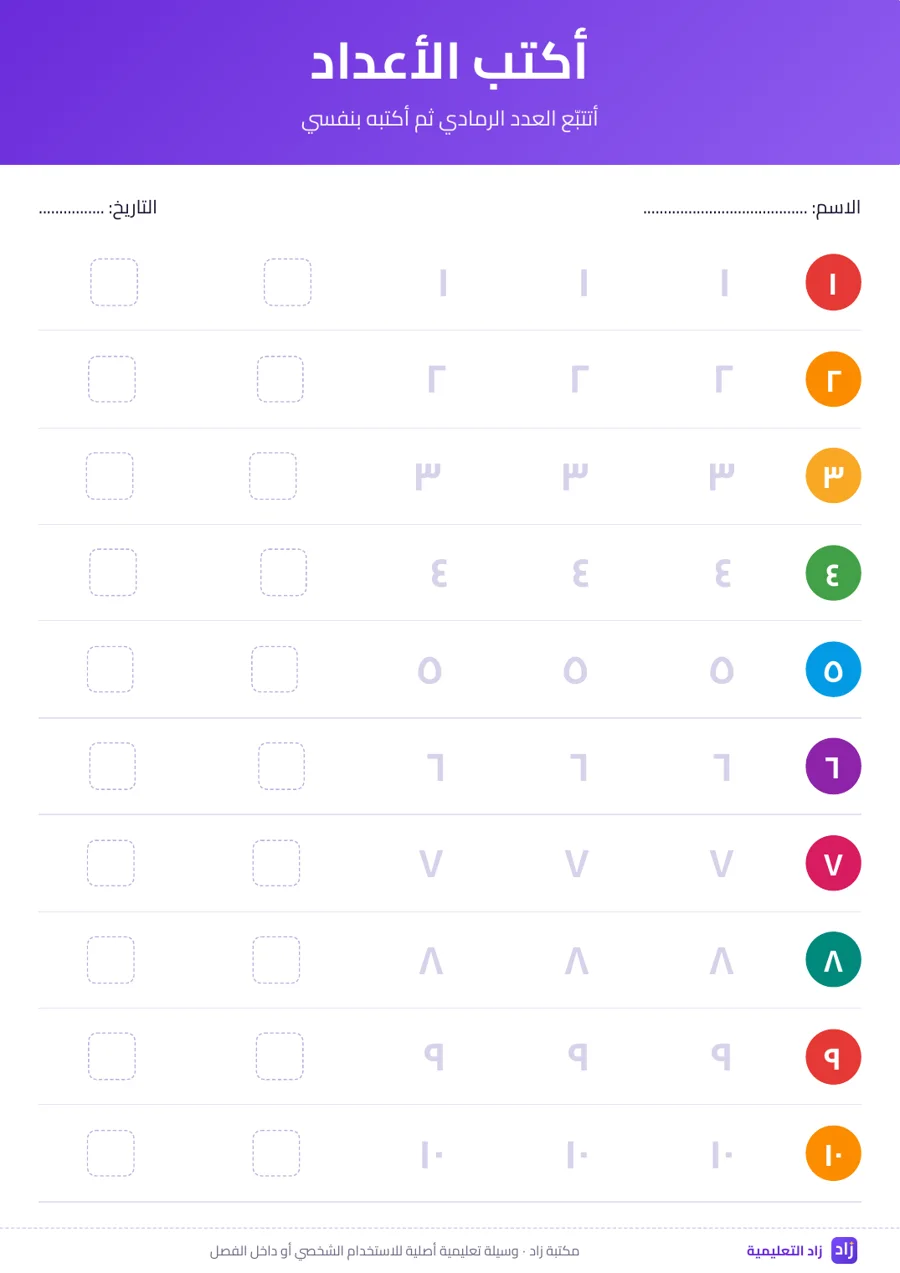 أكتب الأعداد
أتتبّع العدد الرمادي ثم أكتبه بنفسي
الاسم: ........................................ التاريخ: ................
١ ١ ١ ١
٢ ٢ ٢ ٢
٣ ٣ ٣ ٣
٤ ٤ ٤ ٤
٥ ٥ ٥ ٥
٦ ٦ ٦ ٦
٧ ٧ ٧ ٧
٨ ٨ ٨ ٨
٩ ٩ ٩ ٩
١٠ ١٠ ١٠ ١٠
زاد زاد التعليمية مكتبة زاد · وسيلة تعليمية أصلية للاستخدام الشخصي أو داخل الفصل